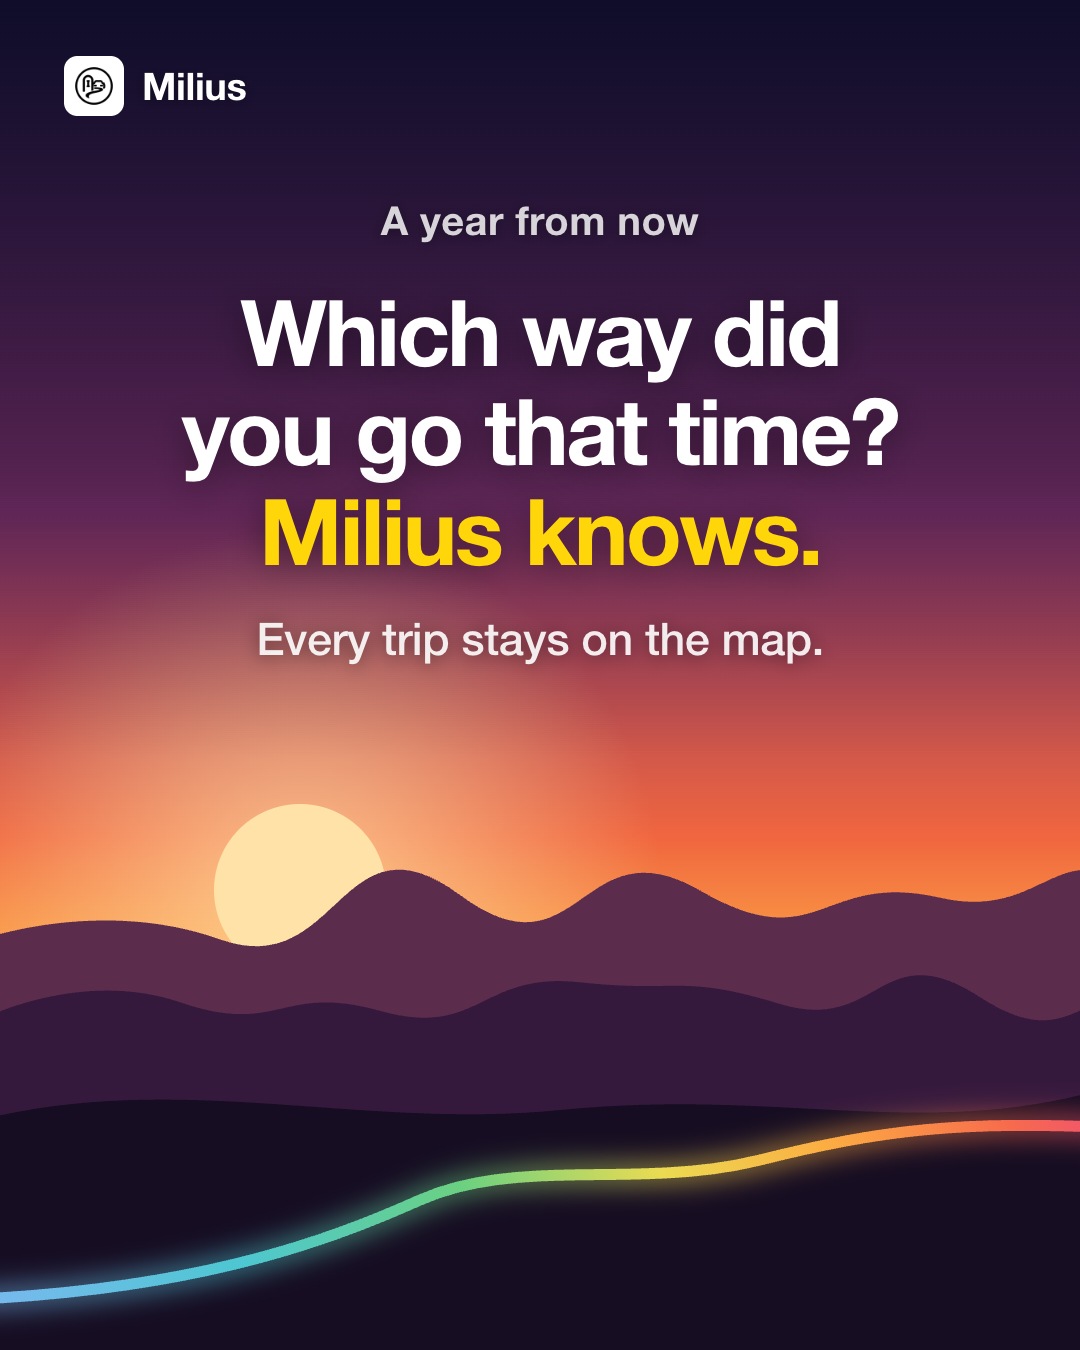 Milius
A year from now
Which way did
you go that time?
Milius knows.
Every trip stays on the map.